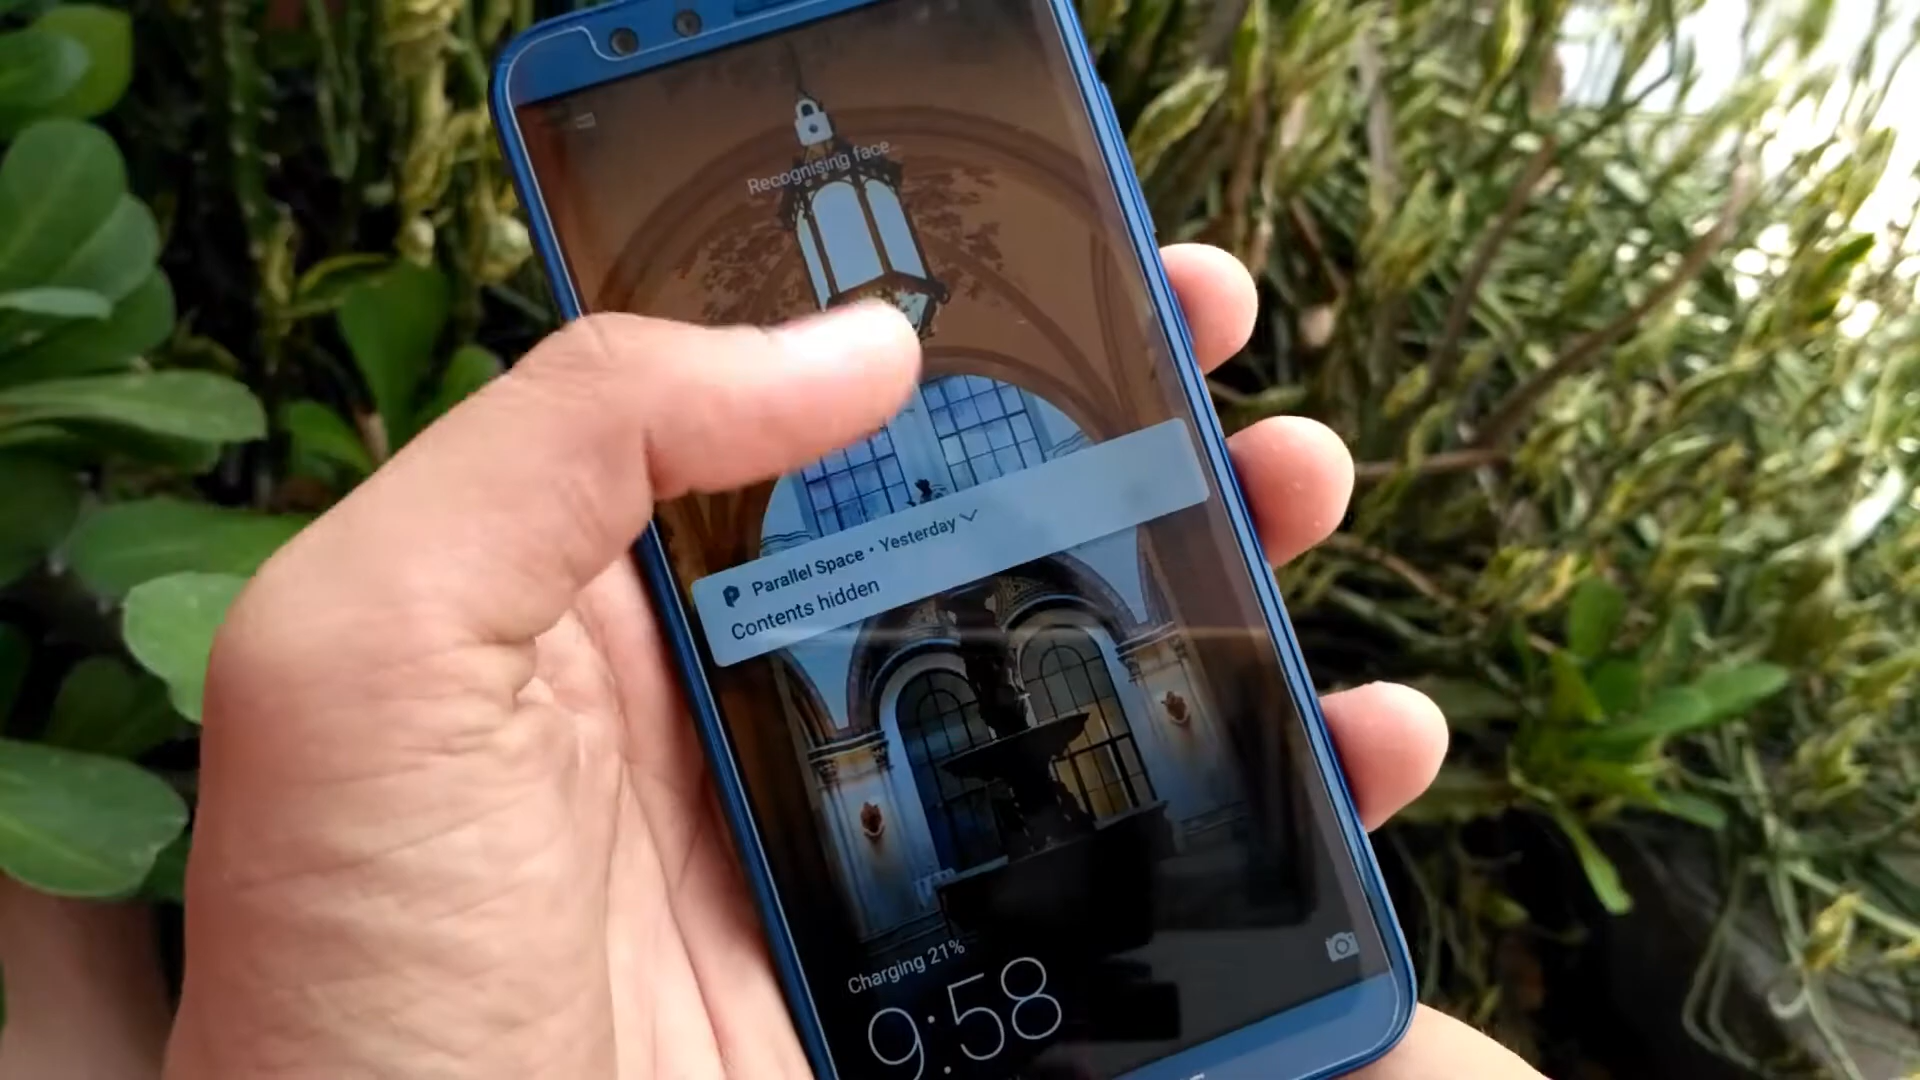 Recognising face
Parallel Space • Yesterday
Contents hidden
Charging 21%
9:58